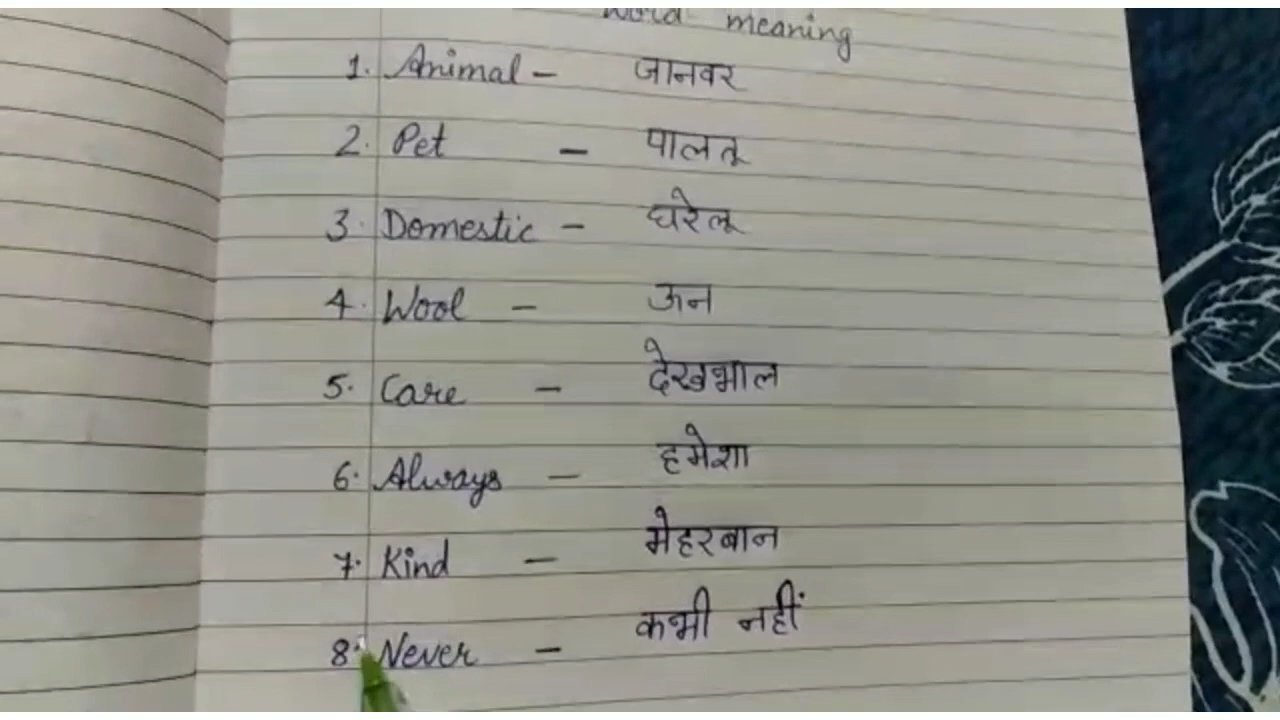 word meaning
1. Animal - जानवर
2. Pet - पालतू
3. Domestic - घरेलू
4. Wool - ऊन
5. Care - देखभाल
6. Always - हमेशा
7. Kind - मेहरबान
8. Never - कभी नहीं